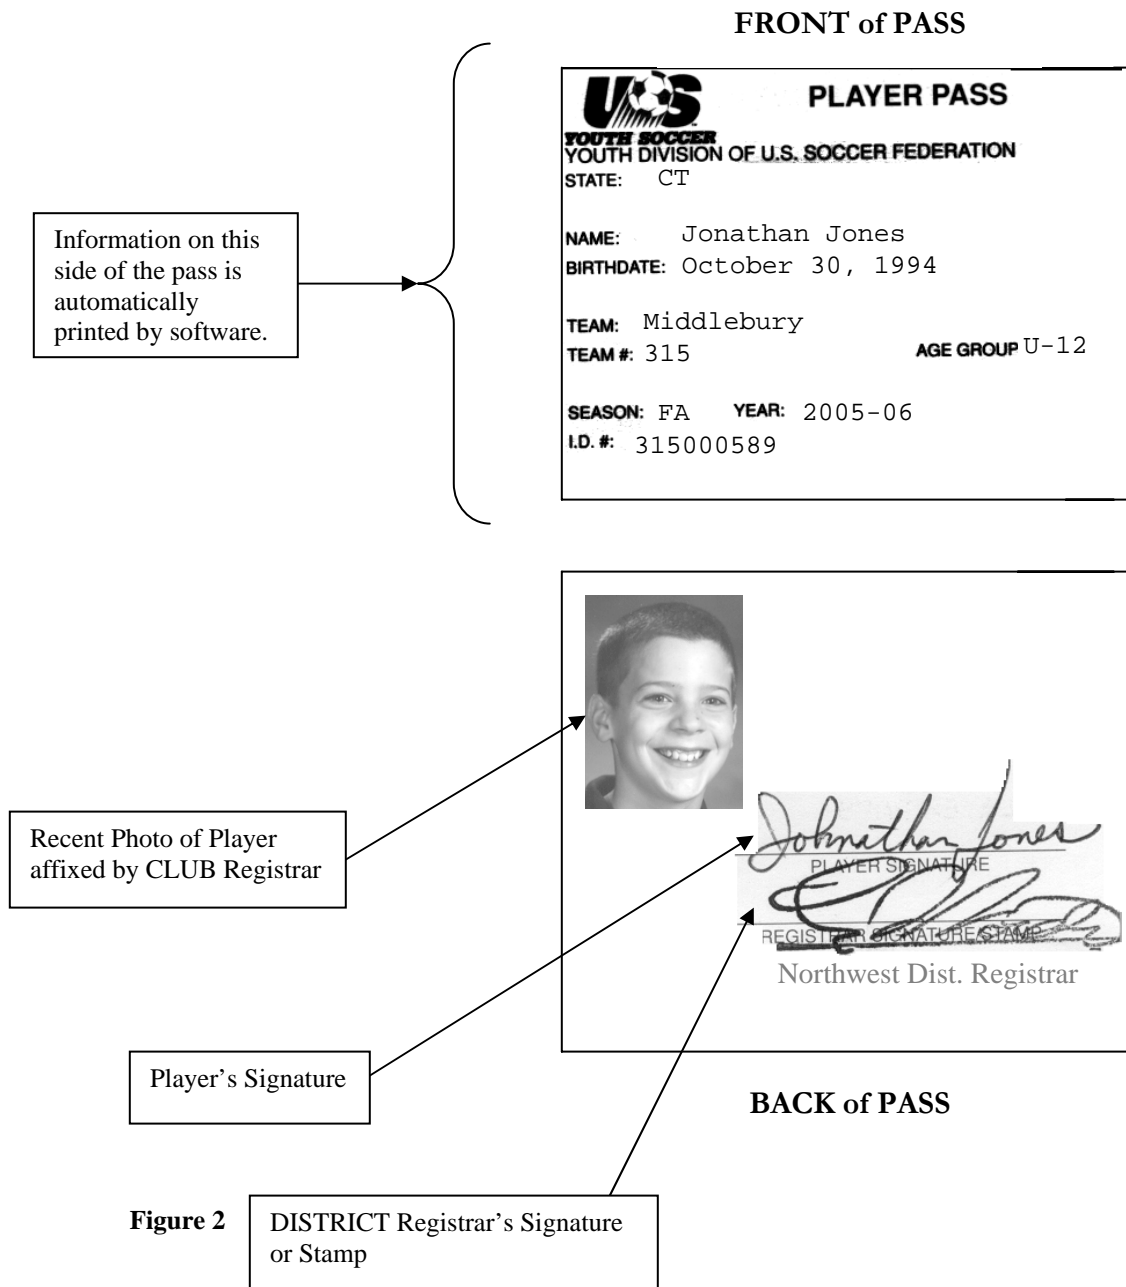 FRONT of PASS
US
YOUTH SOCCER
PLAYER PASS
YOUTH DIVISION OF U.S. SOCCER FEDERATION
STATE: CT
Information on this
side of the pass is
automatically
printed by software.
NAME: Jonathan Jones
BIRTHDATE: October 30, 1994
TEAM: Middlebury
TEAM #: 315 AGE GROUP U-12
SEASON: FA YEAR: 2005-06
I.D. #: 315000589
Recent Photo of Player
affixed by CLUB Registrar
Johnathan Jones
PLAYER SIGNATURE
REGISTRAR SIGNATURE/STAMP
Northwest Dist. Registrar
Player’s Signature
BACK of PASS
Figure 2
DISTRICT Registrar’s Signature
or Stamp